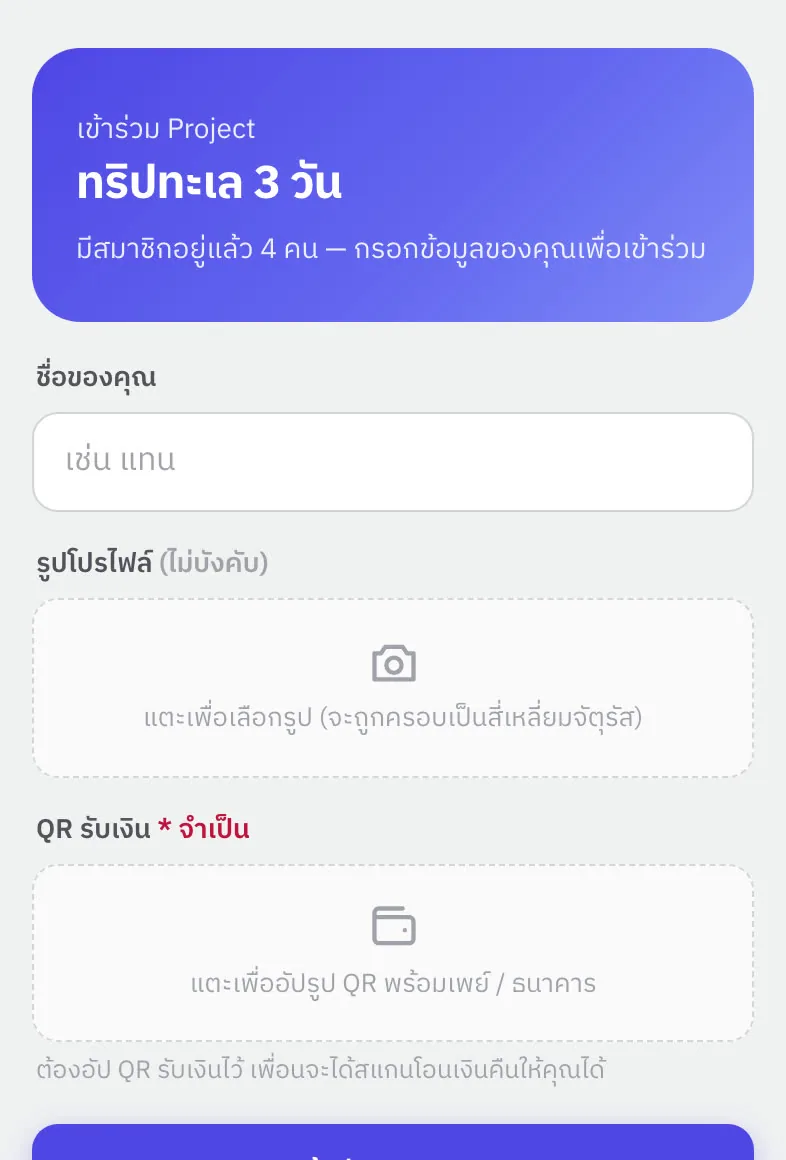 เข้าร่วม Project
ทริปทะเล 3 วัน
มีสมาชิกอยู่แล้ว 4 คน — กรอกข้อมูลของคุณเพื่อเข้าร่วม
ชื่อของคุณ
เช่น แทน
รูปโปรไฟล์ (ไม่บังคับ)
แตะเพื่อเลือกรูป (จะถูกครอบเป็นสี่เหลี่ยมจัตุรัส)
QR รับเงิน * จำเป็น
แตะเพื่ออัปรูป QR พร้อมเพย์ / ธนาคาร
ต้องอัป QR รับเงินไว้ เพื่อนจะได้สแกนโอนเงินคืนให้คุณได้